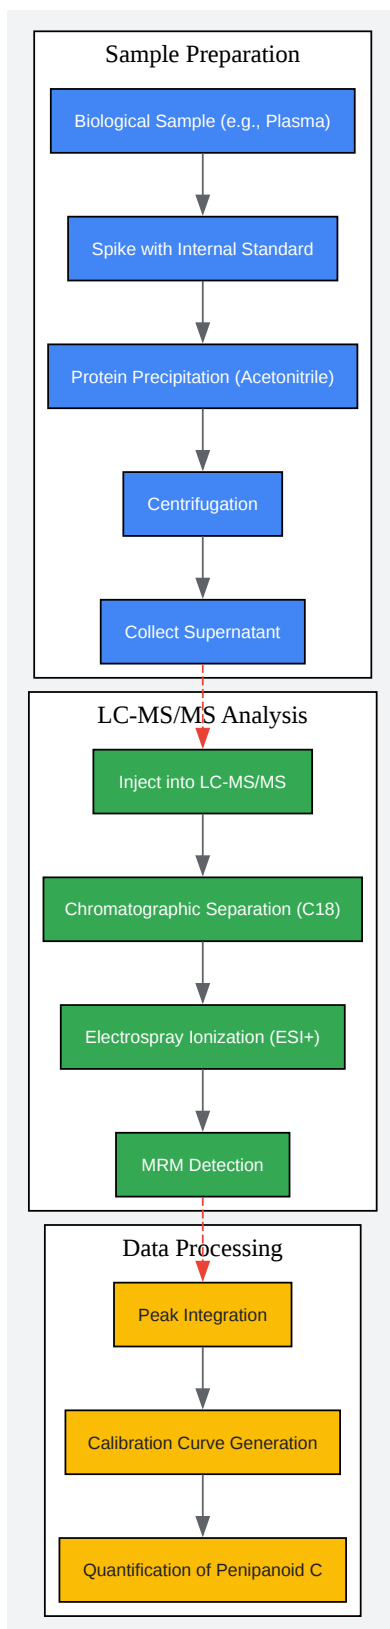 Sample Preparation
Biological Sample (e.g., Plasma)
Spike with Internal Standard
Protein Precipitation (Acetonitrile)
Centrifugation
Collect Supernatant
LC-MS/MS Analysis
Inject into LC-MS/MS
Chromatographic Separation (C18)
Electrospray Ionization (ESI+)
MRM Detection
Data Processing
Peak Integration
Calibration Curve Generation
Quantification of Penipanoid C